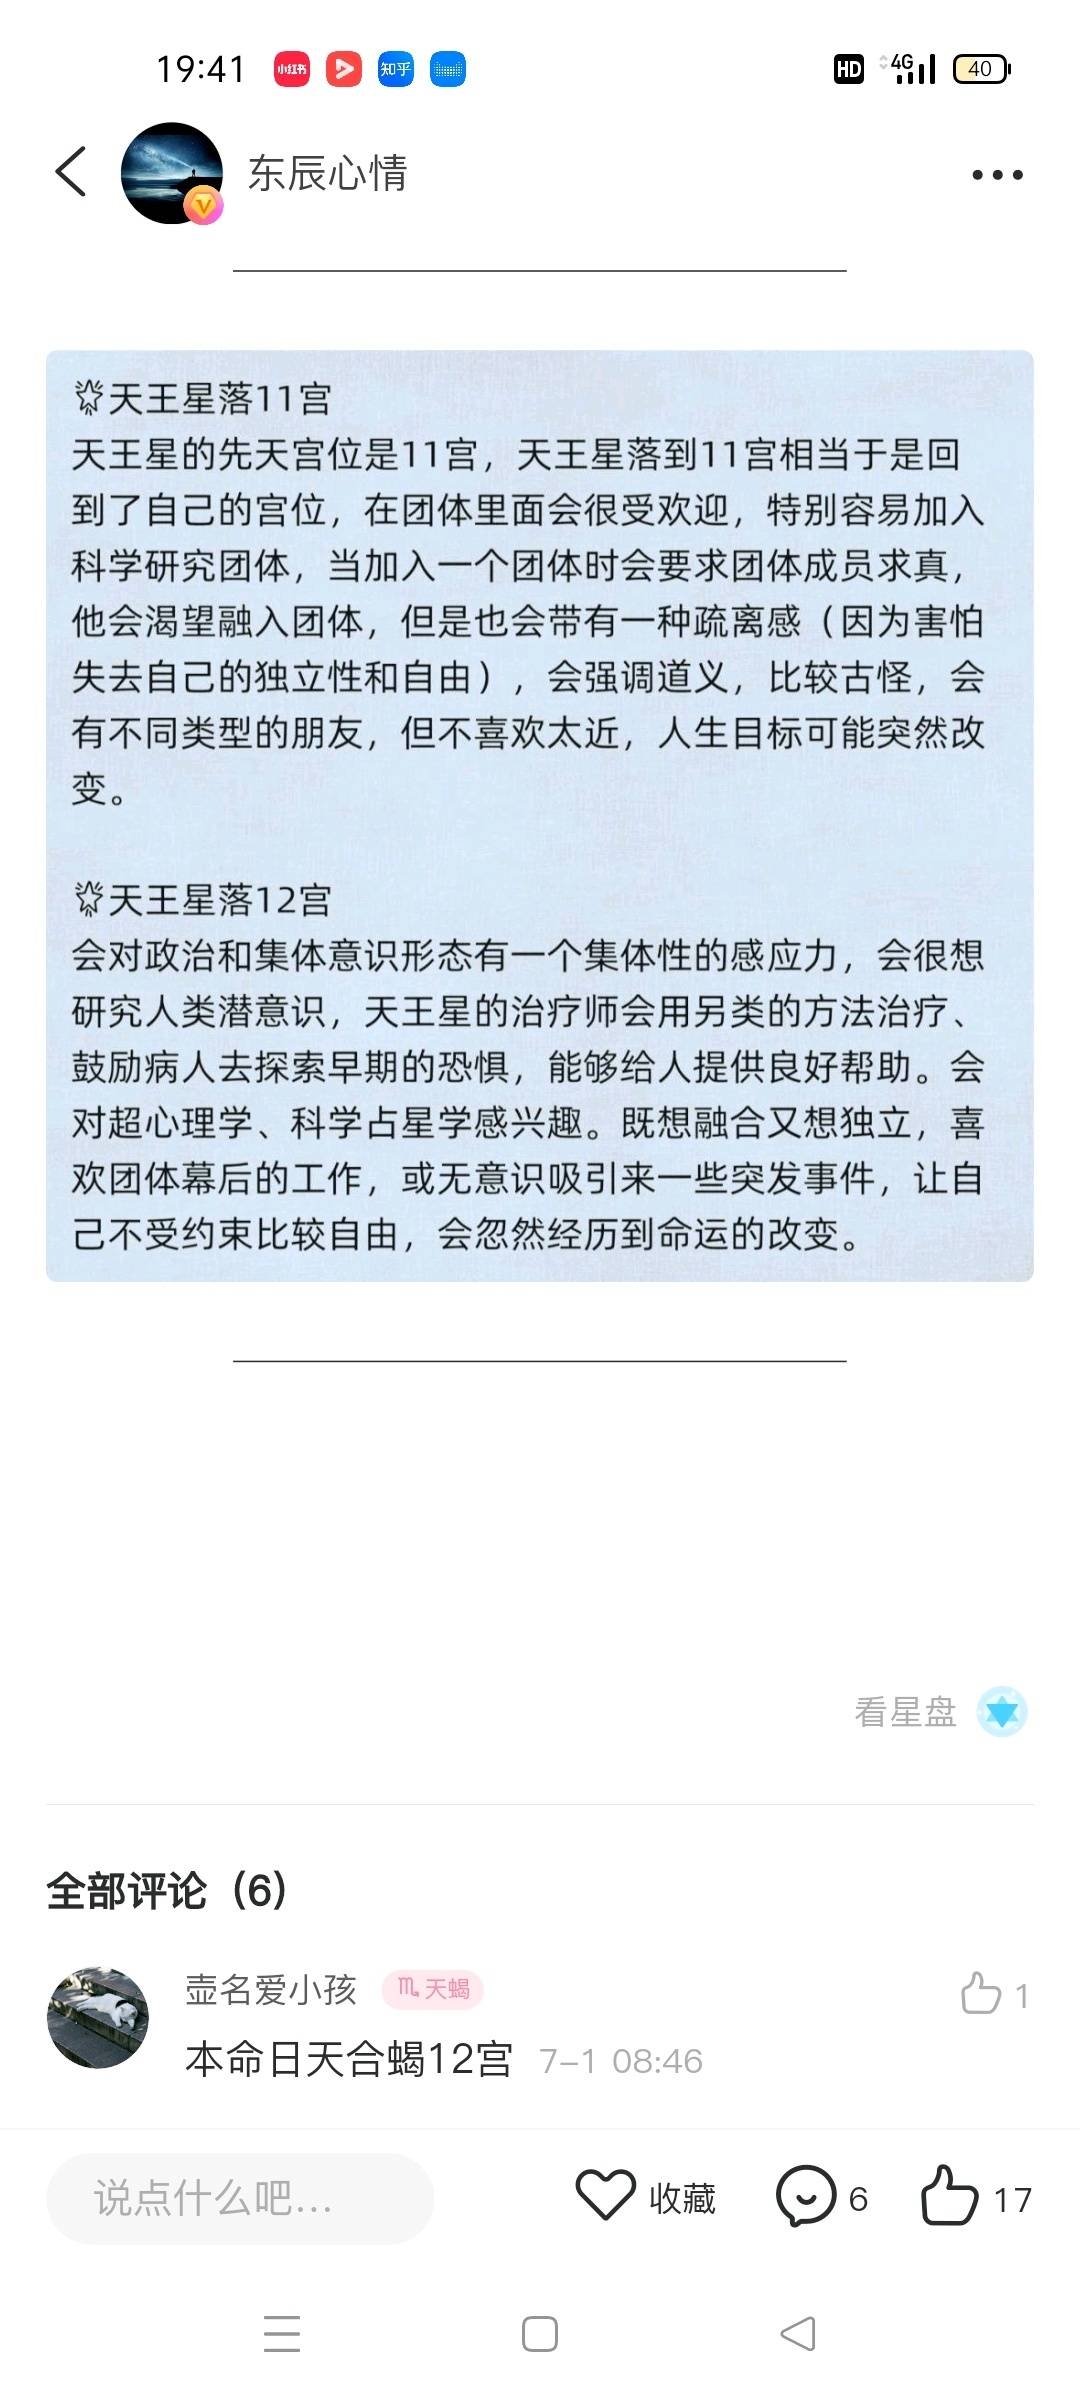 19:41
小红书
知乎
HD
4G
40
东辰心情
天王星落11宫
天王星的先天宫位是11宫，天王星落到11宫相当于是回
到了自己的宫位，在团体里面会很受欢迎，特别容易加入
科学研究团体，当加入一个团体时会要求团体成员求真，
他会渴望融入团体，但是也会带有一种疏离感（因为害怕
失去自己的独立性和自由），会强调道义，比较古怪，会
有不同类型的朋友，但不喜欢太近，人生目标可能突然改
变。
天王星落12宫
会对政治和集体意识形态有一个集体性的感应力，会很想
研究人类潜意识，天王星的治疗师会用另类的方法治疗、
鼓励病人去探索早期的恐惧，能够给人提供良好帮助。会
对超心理学、科学占星学感兴趣。既想融合又想独立，喜
欢团体幕后的工作，或无意识吸引来一些突发事件，让自
己不受约束比较自由，会忽然经历到命运的改变。
看星盘
全部评论（6）
壶名爱小孩 ♏天蝎 1
本命日天合蝎12宫 7-1 08:46
说点什么吧... 收藏 6 17